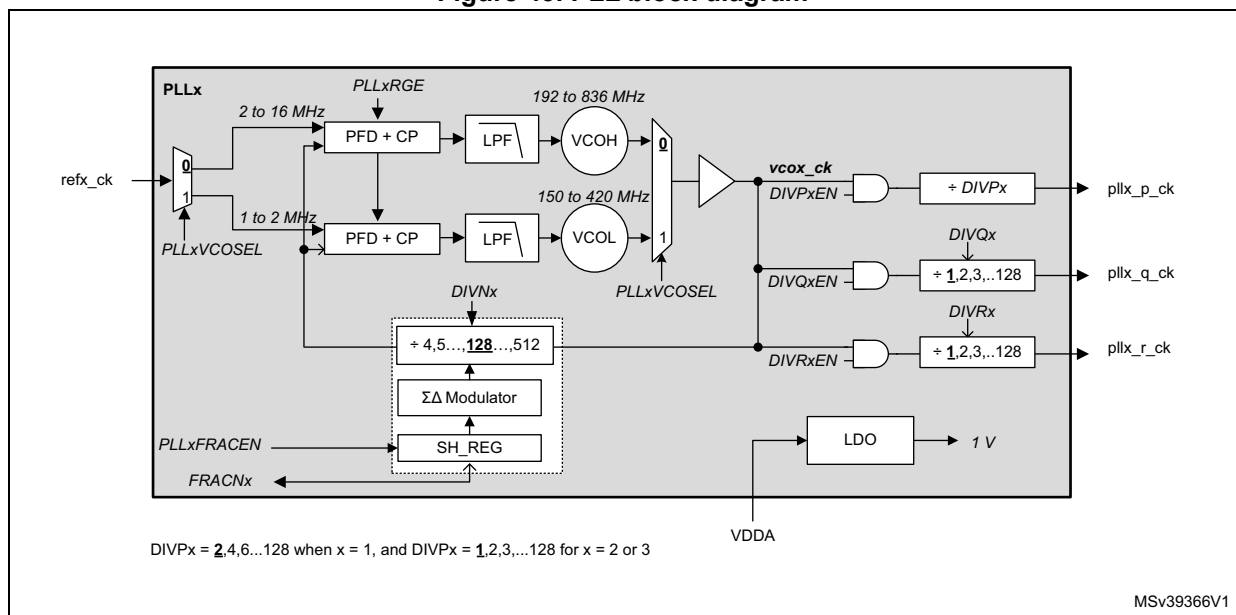 PLLx
PLLxRGE
192 to 836 MHz
2 to 16 MHz
PFD + CP
LPF
VCOH
0
0
refx_ck
1
vcox_ck
DIVPxEN
÷ DIVPx
pllx_p_ck
1 to 2 MHz
150 to 420 MHz
PFD + CP
LPF
VCOL
1
PLLxVCOSEL
PLLxVCOSEL
DIVQx
DIVQxEN
÷ 1,2,3,..128
pllx_q_ck
DIVNx
÷ 4,5...,128...,512
DIVRx
DIVRxEN
÷ 1,2,3,..128
pllx_r_ck
ΣΔ Modulator
PLLxFRACEN
SH_REG
LDO
1 V
FRACNx
VDDA
DIVPx = 2,4,6...128 when x = 1, and DIVPx = 1,2,3,...128 for x = 2 or 3
MSv39366V1